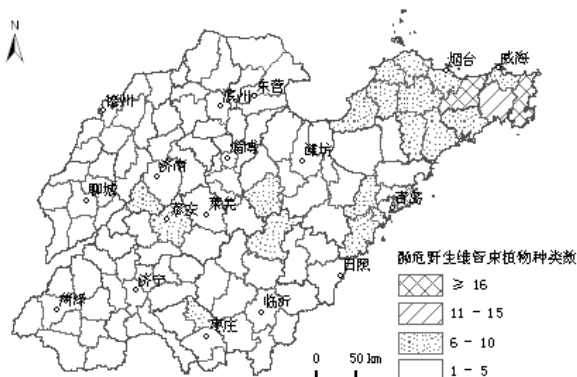 N
烟台
威海
东营
滨州
德州
淄博
潍坊
济南
聊城
泰安
莱芜
青岛
日照
济宁
菏泽
临沂
枣庄
濒危野生维管束植物种类数
≥ 16
11 - 15
6 - 10
1 - 5
0 50 km